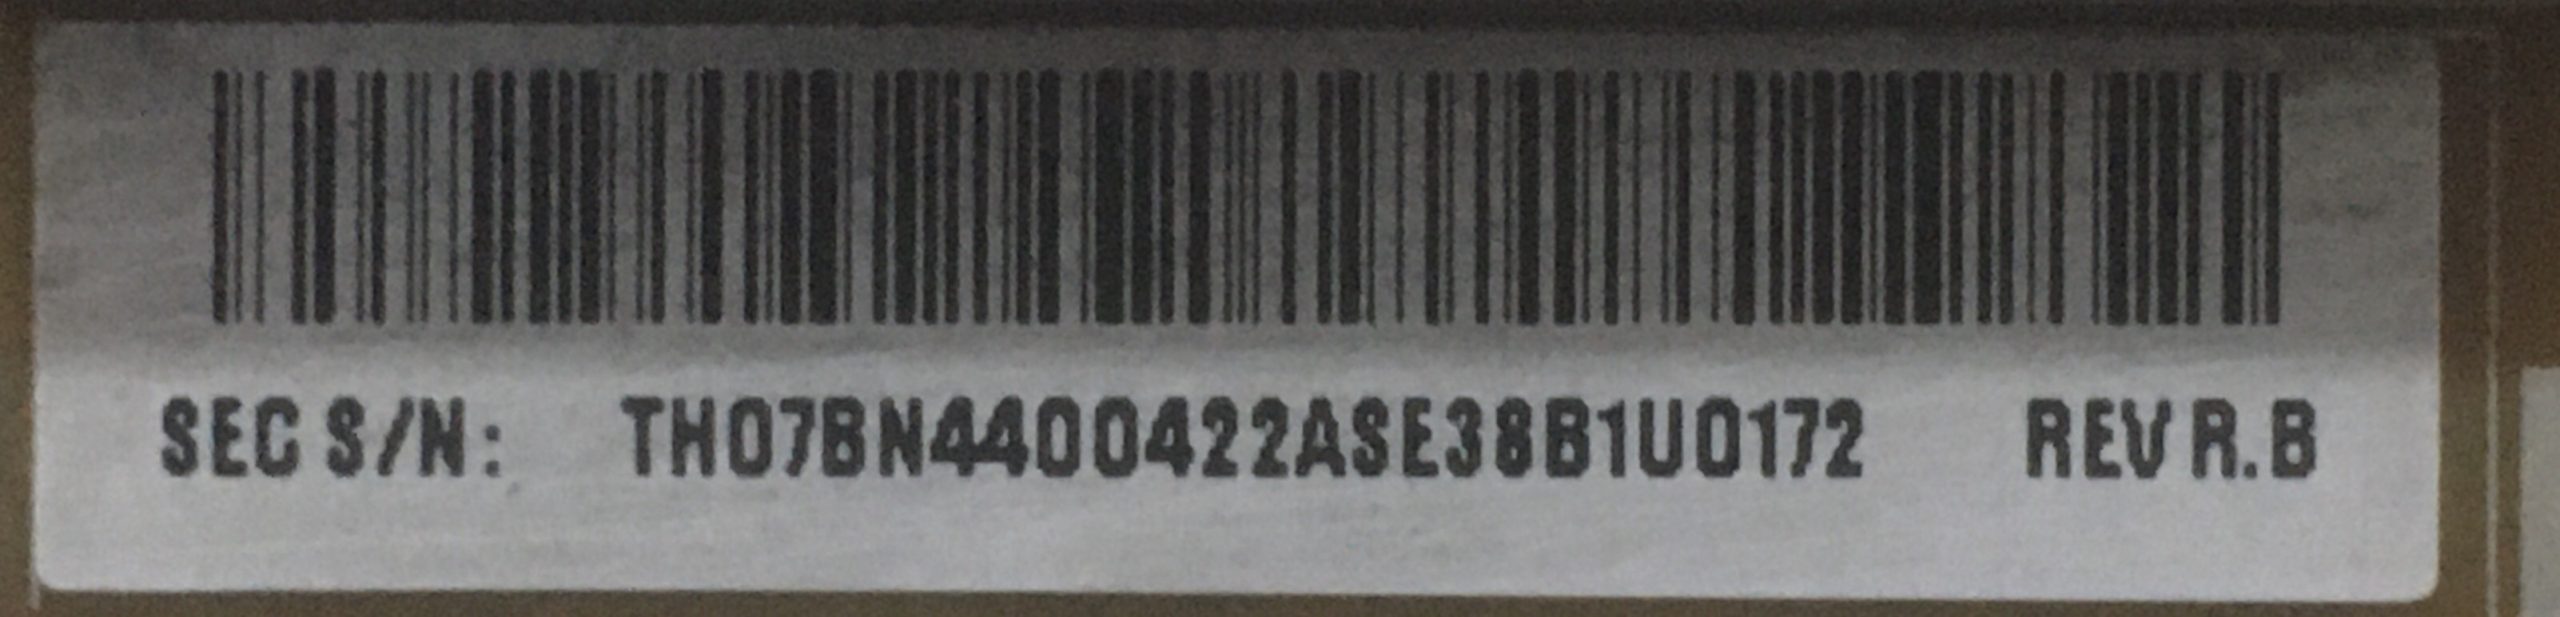 SEC S/N: TH07BN4400422ASE38B1U0172 REV R.B